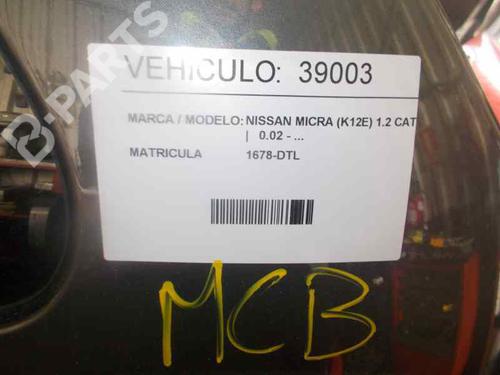 VEHICULO: 39003
MARCA / MODELO: NISSAN MICRA (K12E) 1.2 CAT
| 0.02 - ...
MATRICULA 1678-DTL
MCB
B-PARTS